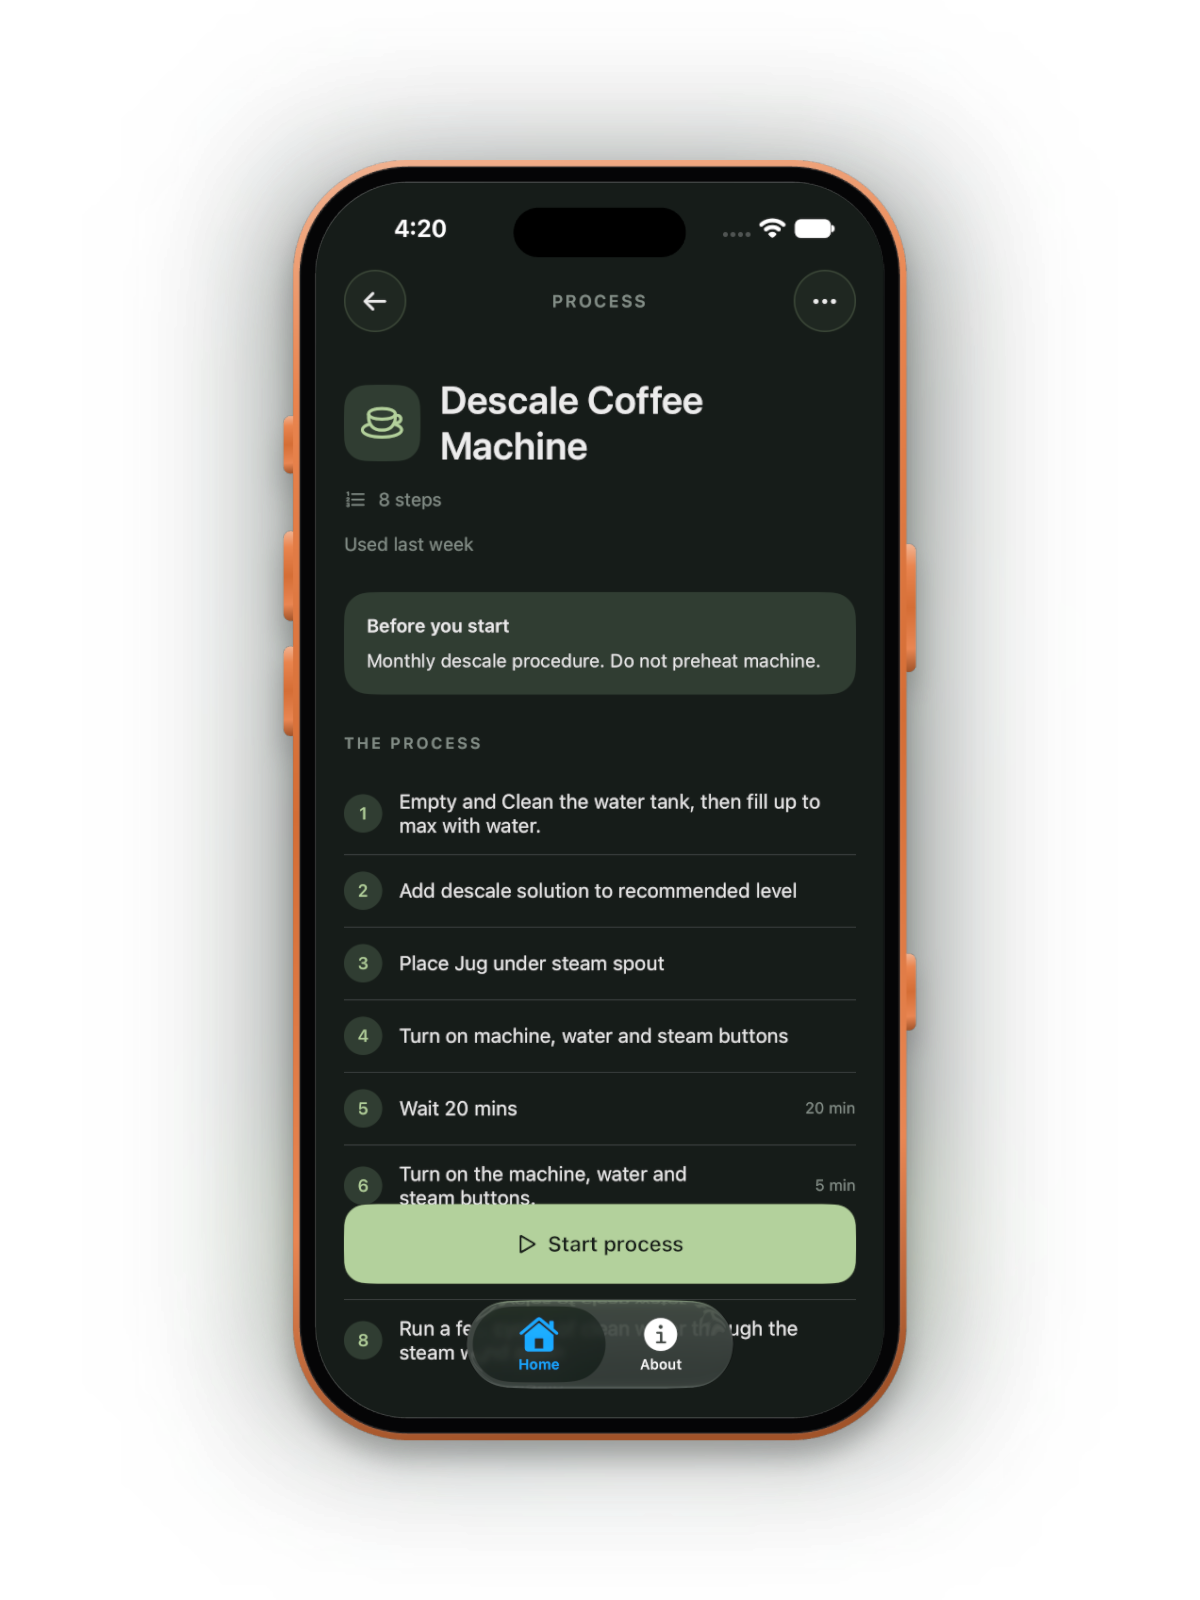 4:20
PROCESS
Descale Coffee
Machine
8 steps
Used last week
Before you start
Monthly descale procedure. Do not preheat machine.
THE PROCESS
1 Empty and Clean the water tank, then fill up to
max with water.
2 Add descale solution to recommended level
3 Place Jug under steam spout
4 Turn on machine, water and steam buttons
5 Wait 20 mins 20 min
6 Turn on the machine, water and 5 min
steam buttons.
Start process
8 Run a through the
steam
Home About